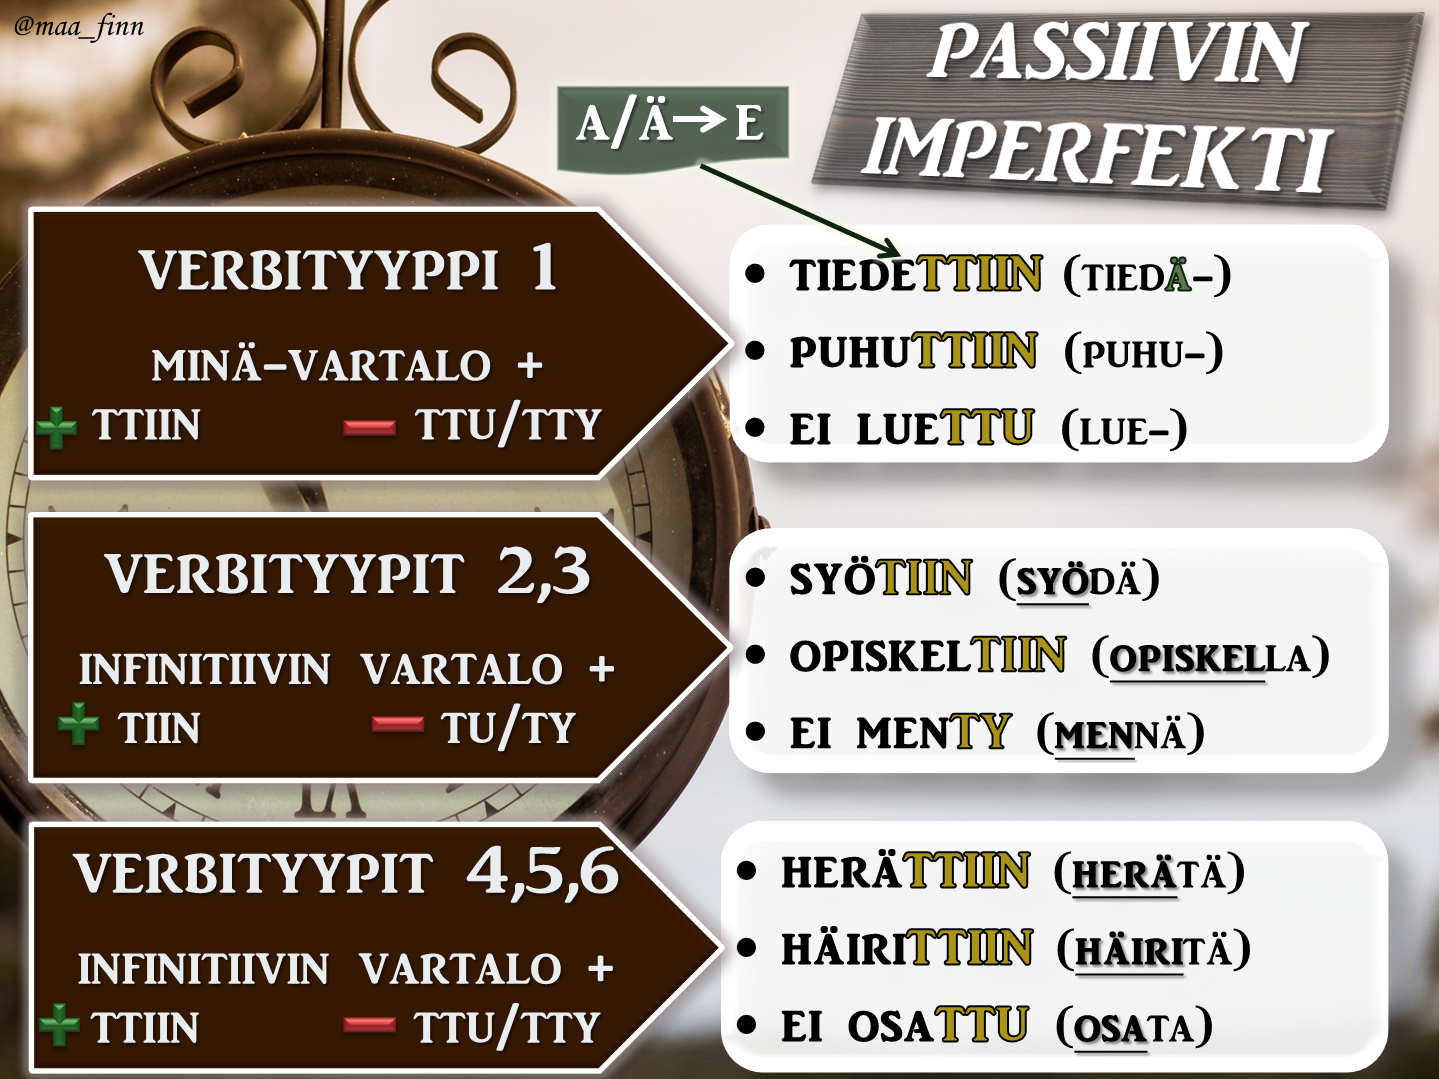 @maa_finn
PASSIIVIN
IMPERFEKTI
A/Ä→E
VERBITYYPPI 1
MINÄ-VARTALO +
+ TTIIN – TTU/TTY
• TIEDETTIIN (TIEDÄ-)
• PUHUTTIIN (PUHU-)
• EI LUETTU (LUE-)
VERBITYYPIT 2,3
INFINITIIVIN VARTALO +
+ TIIN – TU/TY
• SYÖTIIN (SYÖDÄ)
• OPISKELTIIN (OPISKELLA)
• EI MENTY (MENNÄ)
VERBITYYPIT 4,5,6
INFINITIIVIN VARTALO +
+ TTIIN – TTU/TTY
• HERÄTTIIN (HERÄTÄ)
• HÄIRITTIIN (HÄIRITÄ)
• EI OSATTU (OSATA)
VI